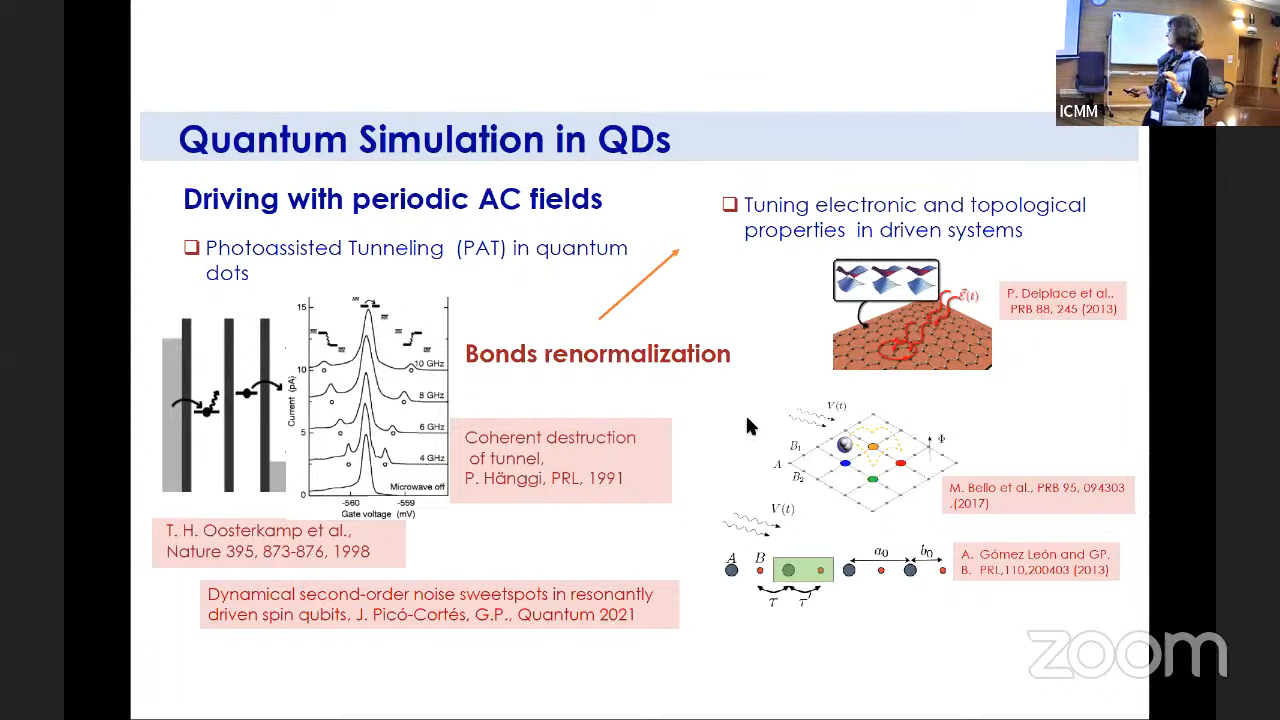 ICMM
Quantum Simulation in QDs
Driving with periodic AC fields
Photoassisted Tunneling (PAT) in quantum
dots
Tuning electronic and topological
properties in driven systems
Bonds renormalization
15
10
5
0
Current (pA)
10 GHz
8 GHz
6 GHz
4 GHz
Microwave off
-560
-559
Gate voltage (mV)
Coherent destruction
of tunnel,
P. Hänggi, PRL, 1991
T. H. Oosterkamp et al.,
Nature 395, 873-876, 1998
Dynamical second-order noise sweetspots in resonantly
driven spin qubits, J. Picó-Cortés, G.P., Quantum 2021
P. Delplace et al.,
PRB 88, 245 (2013)
V(t)
B₁
A
B₂
Φ
M. Bello et al., PRB 95, 094303
.(2017)
V(t)
A B
a₀ b₀
τ τ′
A. Gómez León and GP,
B. PRL,110,200403 (2013)
zoom